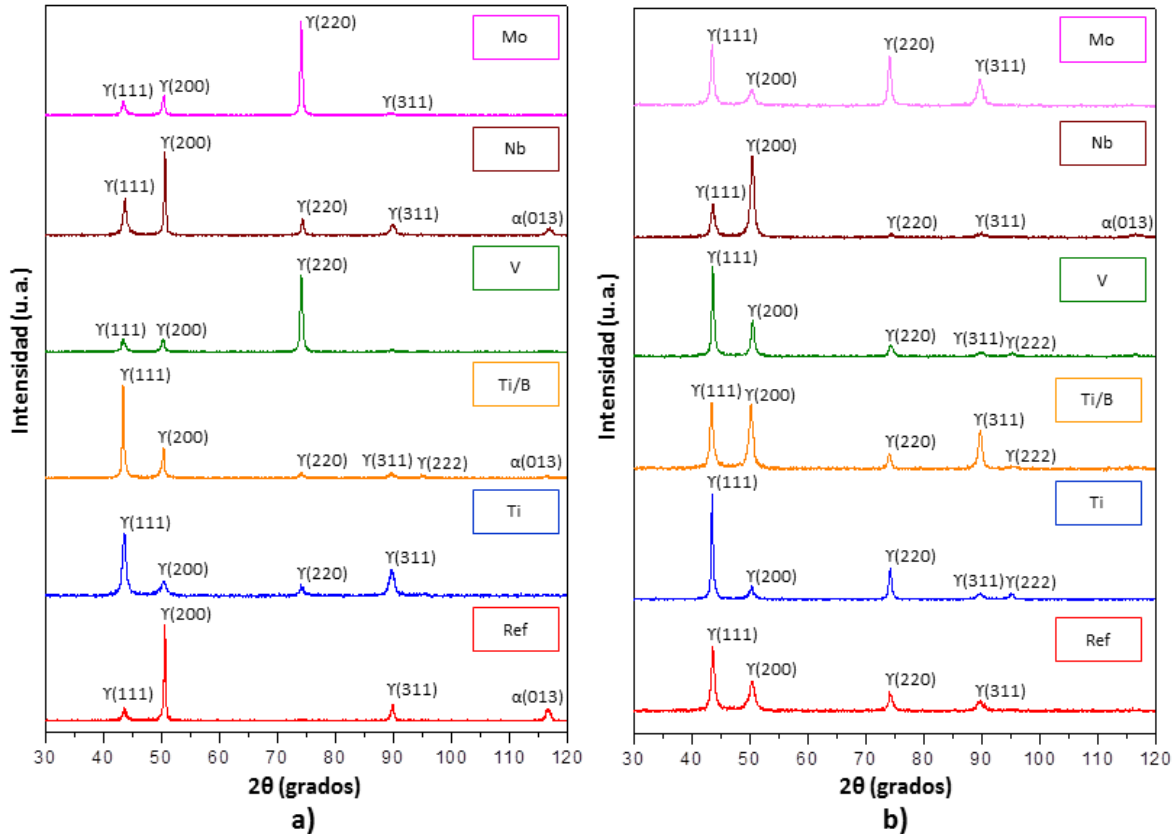 ϒ(220)
Mo
ϒ(111)
ϒ(200)
ϒ(311)
ϒ(200)
Nb
ϒ(111)
ϒ(220)
ϒ(311)
α(013)
ϒ(220)
V
ϒ(111)
ϒ(200)
ϒ(111)
Ti/B
ϒ(200)
ϒ(220)
ϒ(311)
ϒ(222)
α(013)
ϒ(111)
Ti
ϒ(200)
ϒ(220)
ϒ(311)
ϒ(200)
Ref
ϒ(111)
ϒ(311)
α(013)
Intensidad (u. a.)
30 40 50 60 70 80 90 100 110 120
2θ (grados)
a)
ϒ(111)
Mo
ϒ(200)
ϒ(220)
ϒ(311)
ϒ(200)
Nb
ϒ(111)
ϒ(220)
ϒ(311)
α(013)
ϒ(111)
V
ϒ(200)
ϒ(220)
ϒ(311)
ϒ(222)
ϒ(111)
ϒ(200)
Ti/B
ϒ(220)
ϒ(311)
ϒ(222)
ϒ(111)
Ti
ϒ(200)
ϒ(220)
ϒ(311)
ϒ(222)
ϒ(111)
Ref
ϒ(200)
ϒ(220)
ϒ(311)
Intensidad (u. a.)
30 40 50 60 70 80 90 100 110 120
2θ (grados)
b)